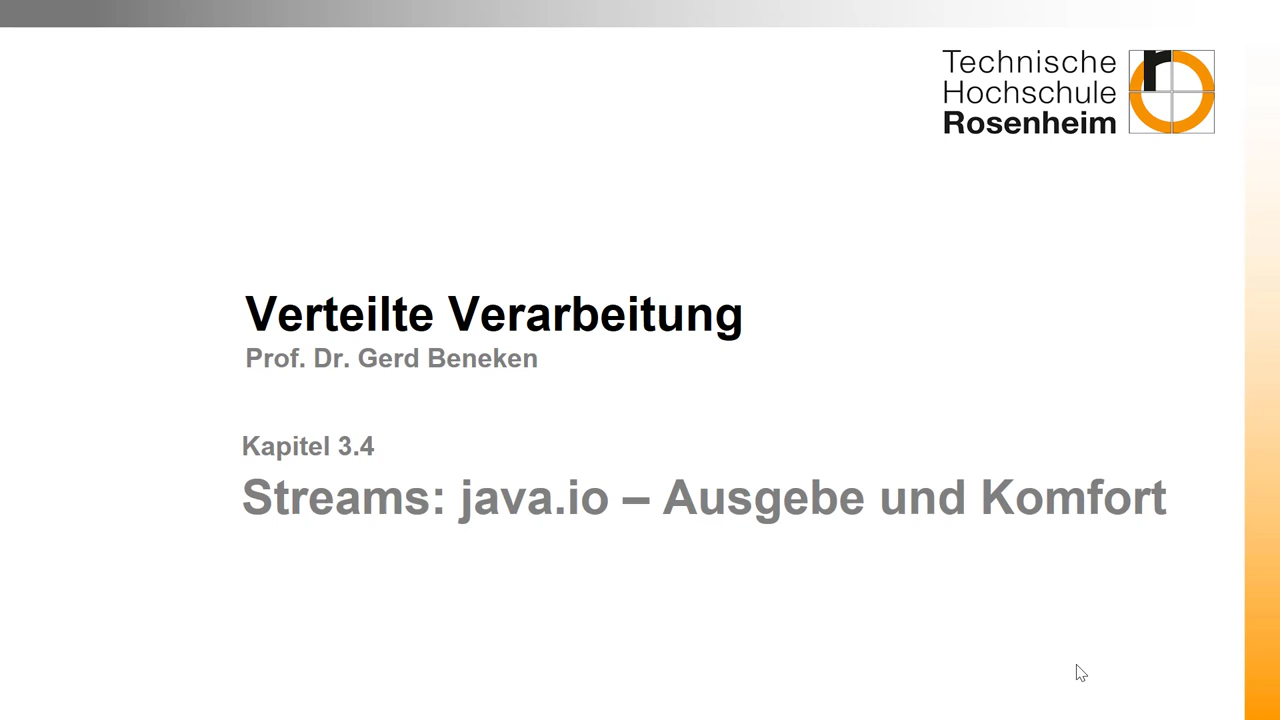 Technische
Hochschule
Rosenheim
Verteilte Verarbeitung
Prof. Dr. Gerd Beneken
Kapitel 3.4
Streams: java.io – Ausgebe und Komfort